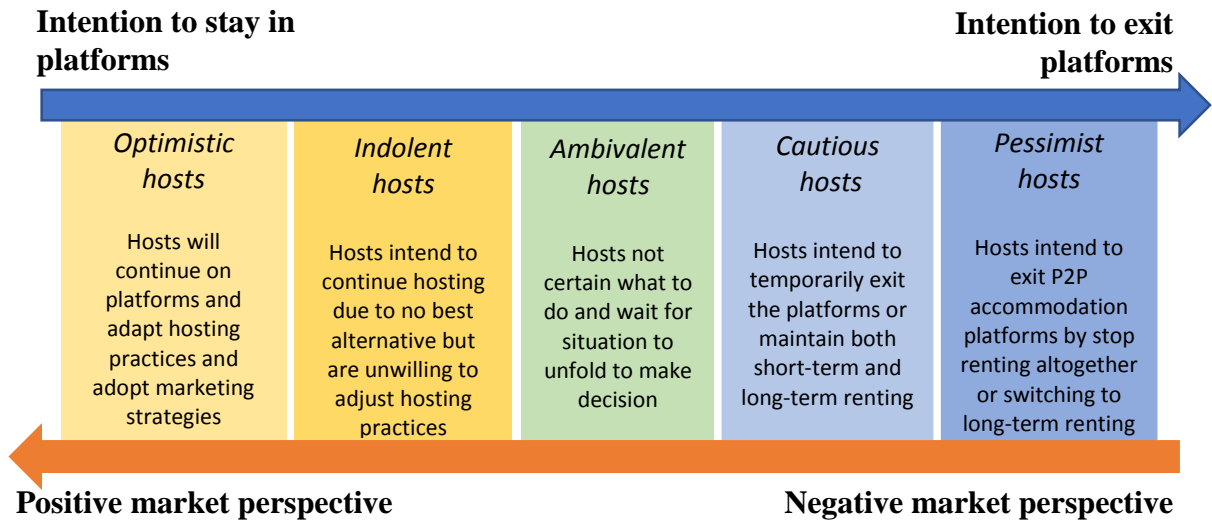 Intention to stay in
platforms
Intention to exit
platforms
Optimistic
hosts
Hosts will
continue on
platforms and
adapt hosting
practices and
adopt marketing
strategies
Indolent
hosts
Hosts intend to
continue hosting
due to no best
alternative but
are unwilling to
adjust hosting
practices
Ambivalent
hosts
Hosts not
certain what to
do and wait for
situation to
unfold to make
decision
Cautious
hosts
Hosts intend to
temporarily exit
the platforms or
maintain both
short-term and
long-term renting
Pessimist
hosts
Hosts intend to
exit P2P
accommodation
platforms by stop
renting altogether
or switching to
long-term renting
Positive market perspective
Negative market perspective